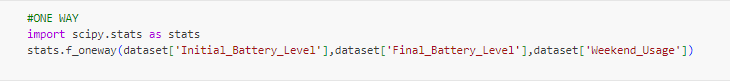 #ONE WAY
import scipy.stats as stats
stats.f_oneway(dataset['Initial_Battery_Level'],dataset['Final_Battery_Level'],dataset['Weekend_Usage'])